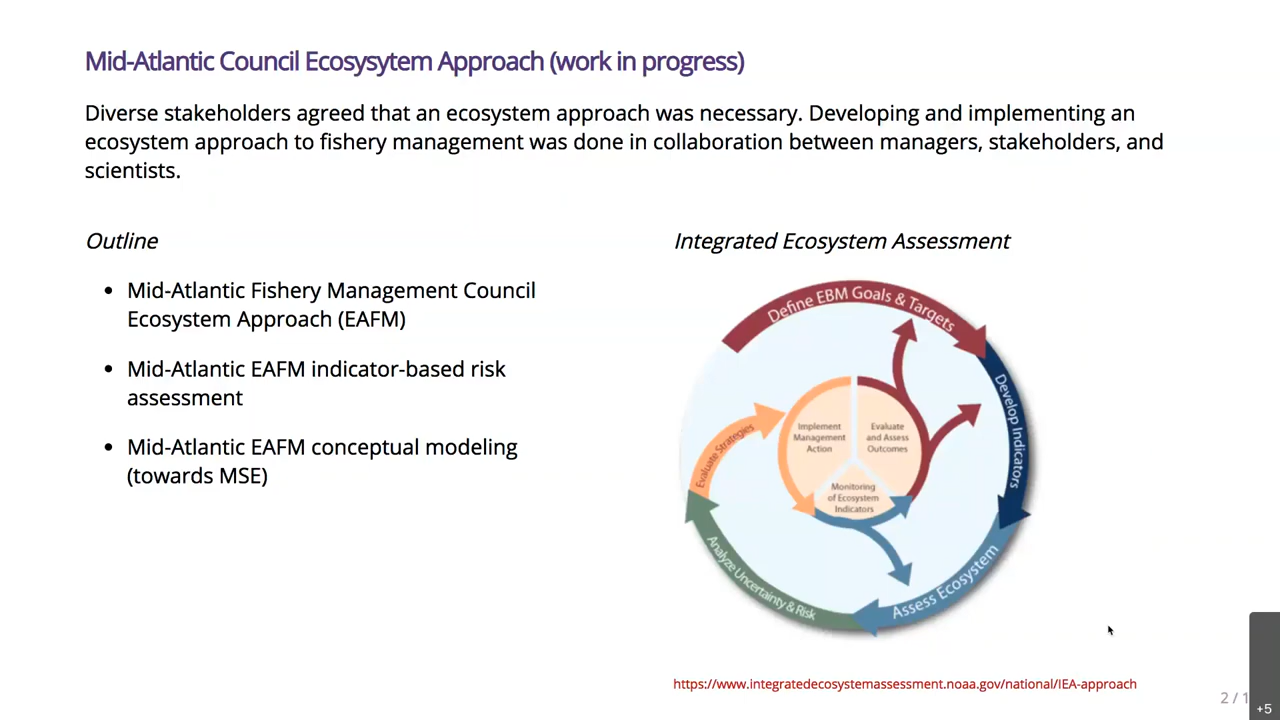 Mid-Atlantic Council Ecosysytem Approach (work in progress)
Diverse stakeholders agreed that an ecosystem approach was necessary. Developing and implementing an
ecosystem approach to fishery management was done in collaboration between managers, stakeholders, and
scientists.
Outline
• Mid-Atlantic Fishery Management Council
Ecosystem Approach (EAFM)
• Mid-Atlantic EAFM indicator-based risk
assessment
• Mid-Atlantic EAFM conceptual modeling
(towards MSE)
Integrated Ecosystem Assessment
Define EBM Goals & Targets
Develop Indicators
Assess Ecosystem
Analyze Uncertainty & Risk
Evaluate Strategies
Implement
Management
Action
Evaluate
and Assess
Outcomes
Monitoring
of Ecosystem
Indicators
https://www.integratedecosystemassessment.noaa.gov/national/IEA-approach
2 / 1
+5